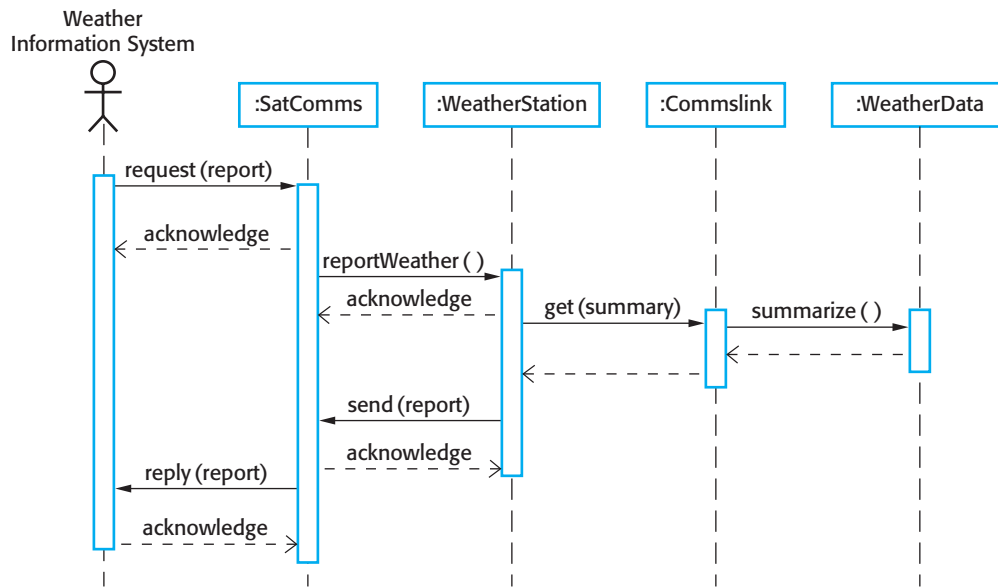 Weather
Information System
:SatComms
:WeatherStation
:Commslink
:WeatherData
request (report)
acknowledge
reportWeather ( )
acknowledge
get (summary)
summarize ( )
send (report)
acknowledge
reply (report)
acknowledge